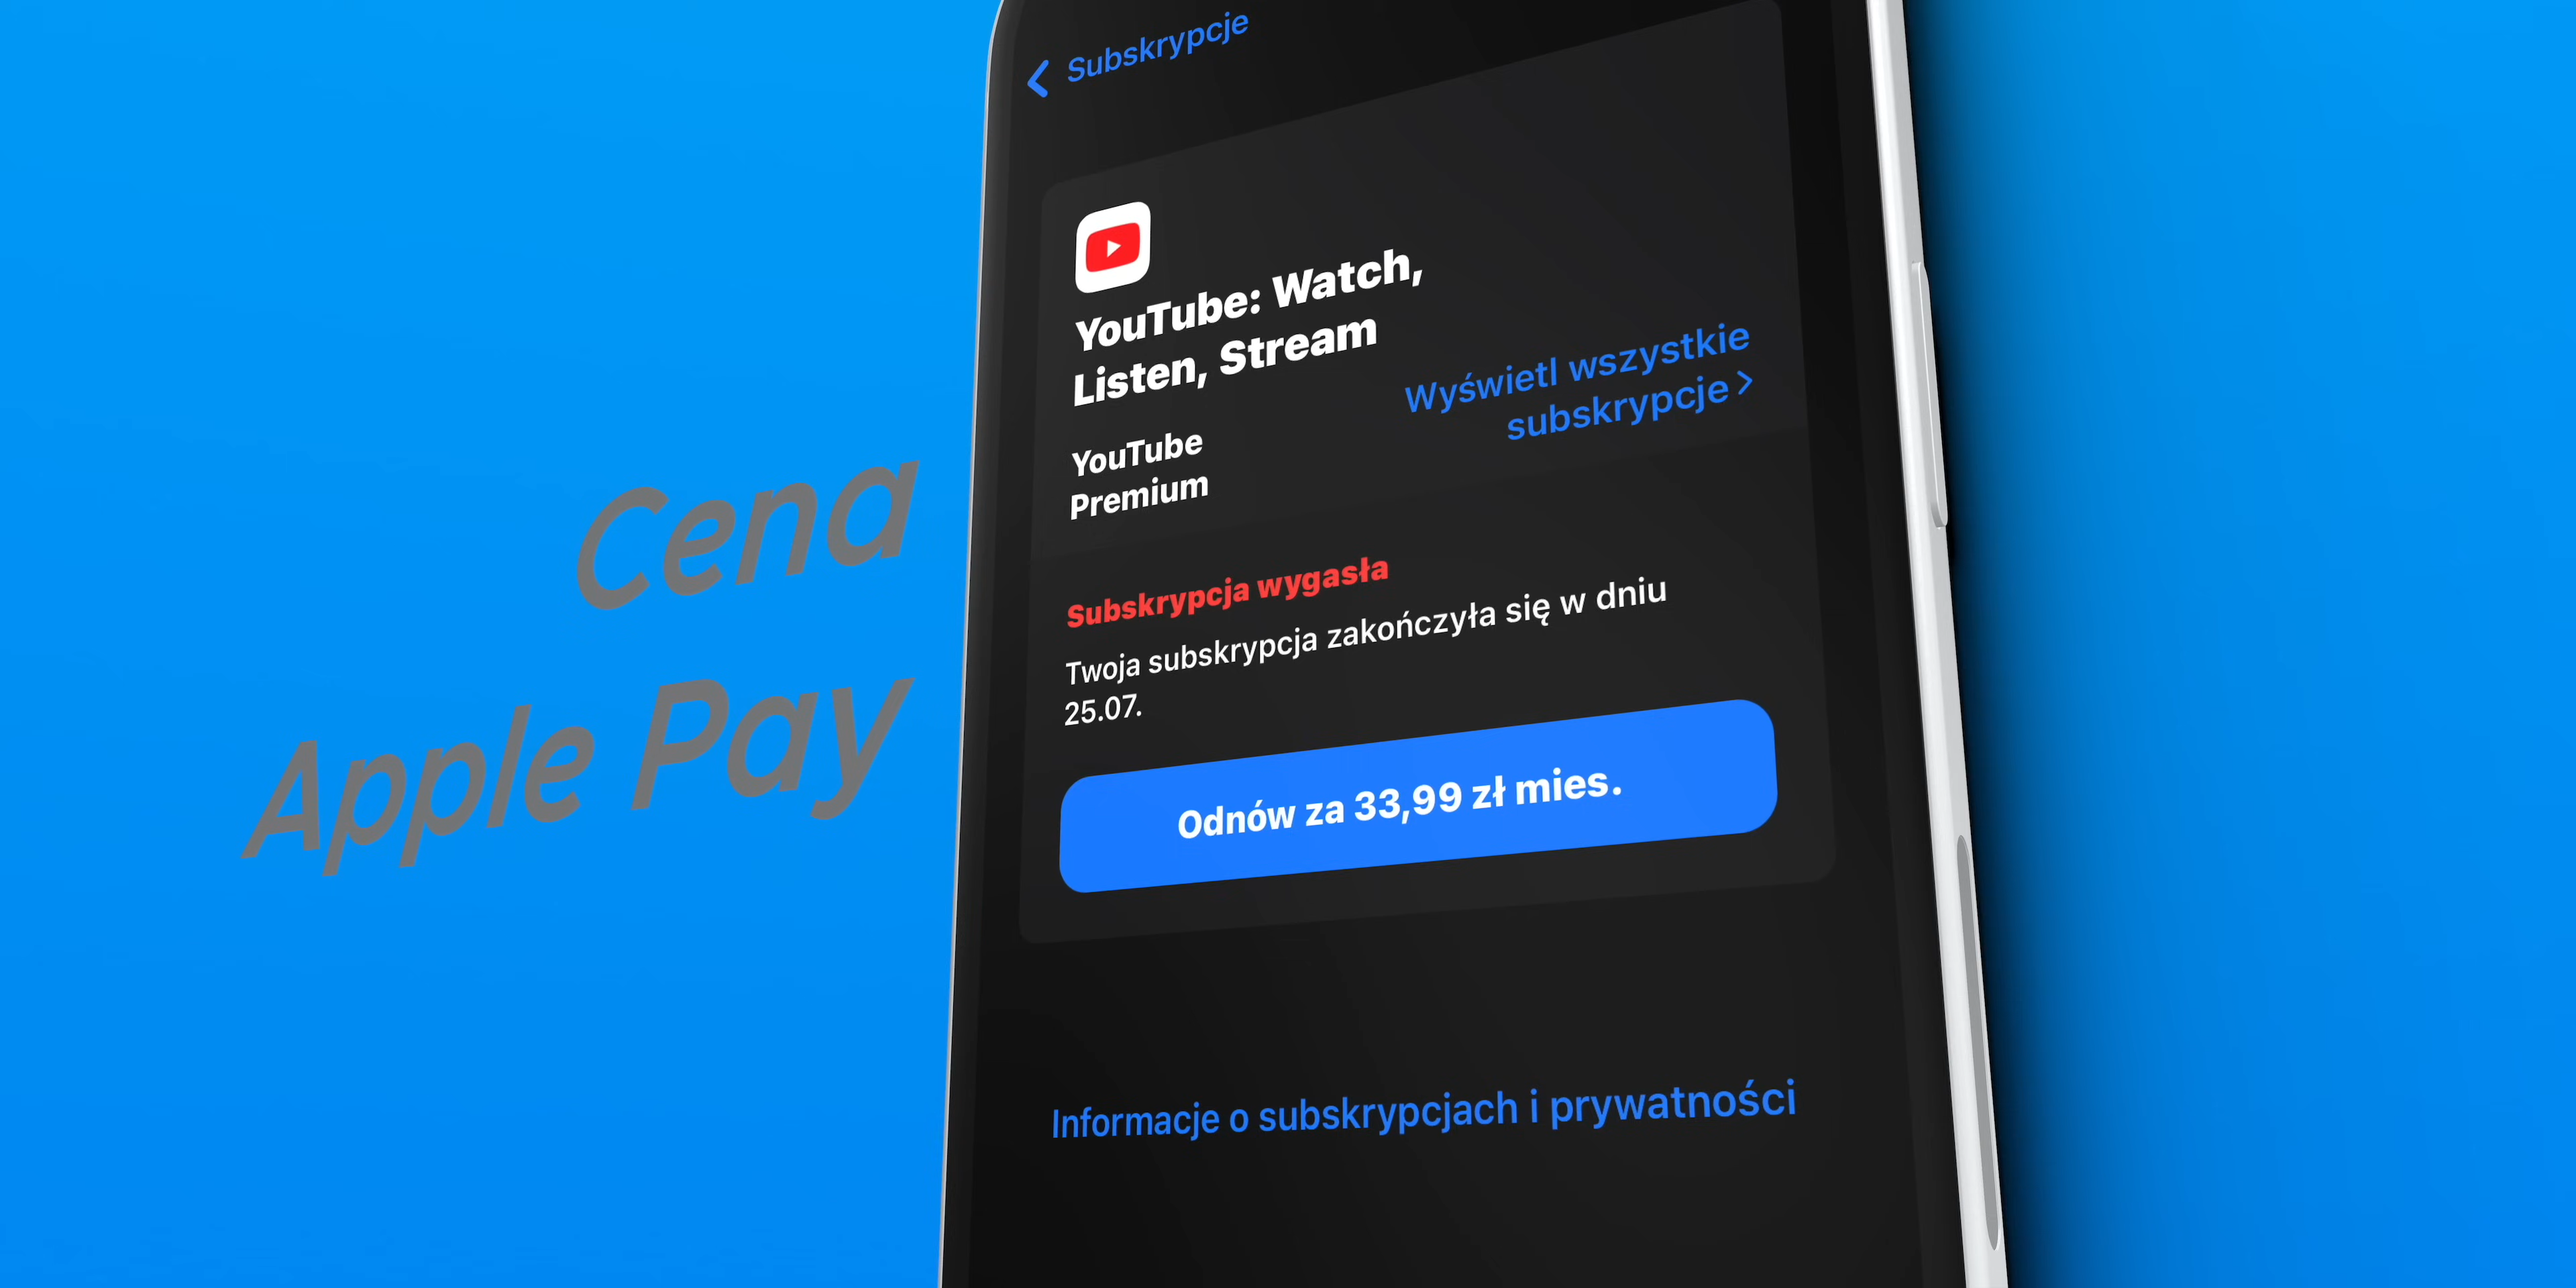 Subskrypcje
YouTube: Watch,
Listen, Stream
YouTube
Premium
Wyświetl wszystkie
subskrypcje
Subskrypcja wygasła
Twoja subskrypcja zakończyła się w dniu
25.07.
Odnów za 33,99 zł mies.
Informacje o subskrypcjach i prywatności
Cena
Apple Pay